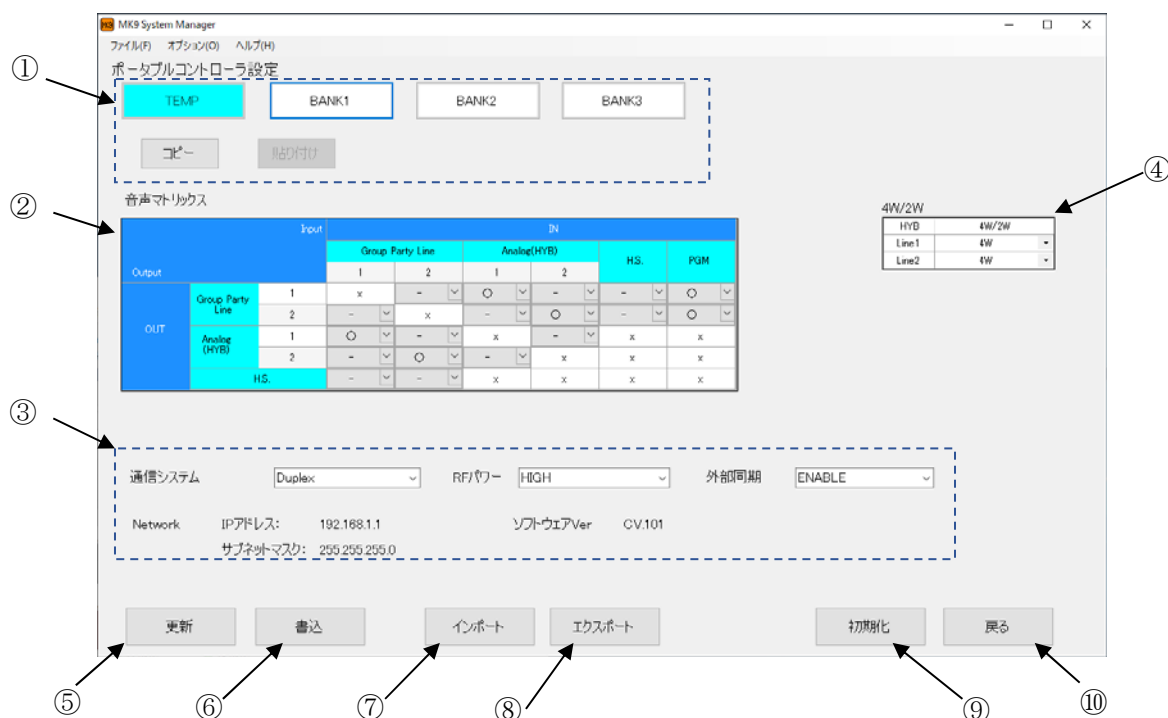 MK9 System Manager
ファイル(F) オプション(O) ヘルプ(H)
ポータブルコントローラ設定
①
TEMP BANK1 BANK2 BANK3
コピー 貼り付け
④
音声マトリックス
②
4W/2W
HYB 4W/2W
Line1 4W
Line2 4W
Input IN
Group Party Line Analog(HYB) H.S. PGM
Output 1 2 1 2
OUT Group Party Line 1 x - ○ - - ○
2 - x - ○ - ○
Analog (HYB) 1 ○ - x - x x
2 - ○ - x x x
H.S. - - x x x x
③
通信システム Duplex RFパワー HIGH 外部同期 ENABLE
Network IPアドレス: 192.168.1.1 ソフトウェアVer CV.101
サブネットマスク: 255.255.255.0
更新 書込 インポート エクスポート 初期化 戻る
⑤ ⑥ ⑦ ⑧ ⑨ ⑩